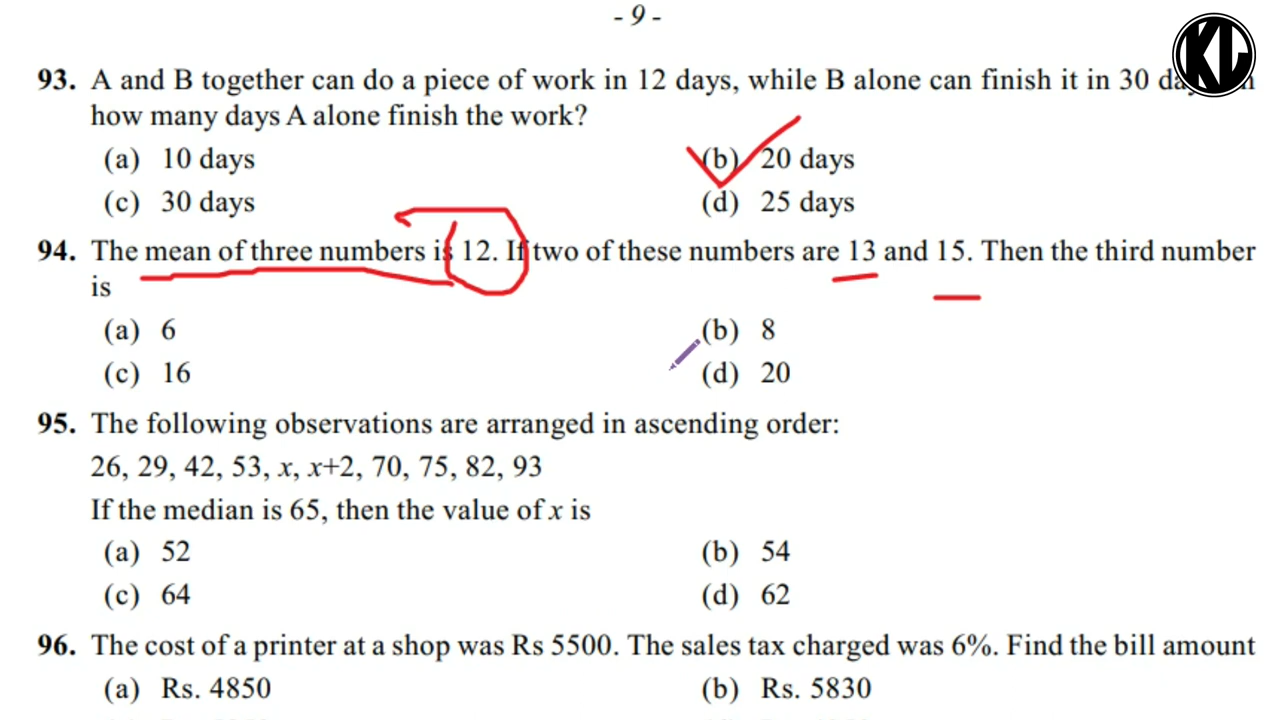 - 9 -
KL
93. A and B together can do a piece of work in 12 days, while B alone can finish it in 30
how many days A alone finish the work?
(a) 10 days (b) 20 days
(c) 30 days (d) 25 days
94. The mean of three numbers is 12. If two of these numbers are 13 and 15. Then the third number
is
(a) 6 (b) 8
(c) 16 (d) 20
95. The following observations are arranged in ascending order:
26, 29, 42, 53, x, x+2, 70, 75, 82, 93
If the median is 65, then the value of x is
(a) 52 (b) 54
(c) 64 (d) 62
96. The cost of a printer at a shop was Rs 5500. The sales tax charged was 6%. Find the bill amount
(a) Rs. 4850 (b) Rs. 5830